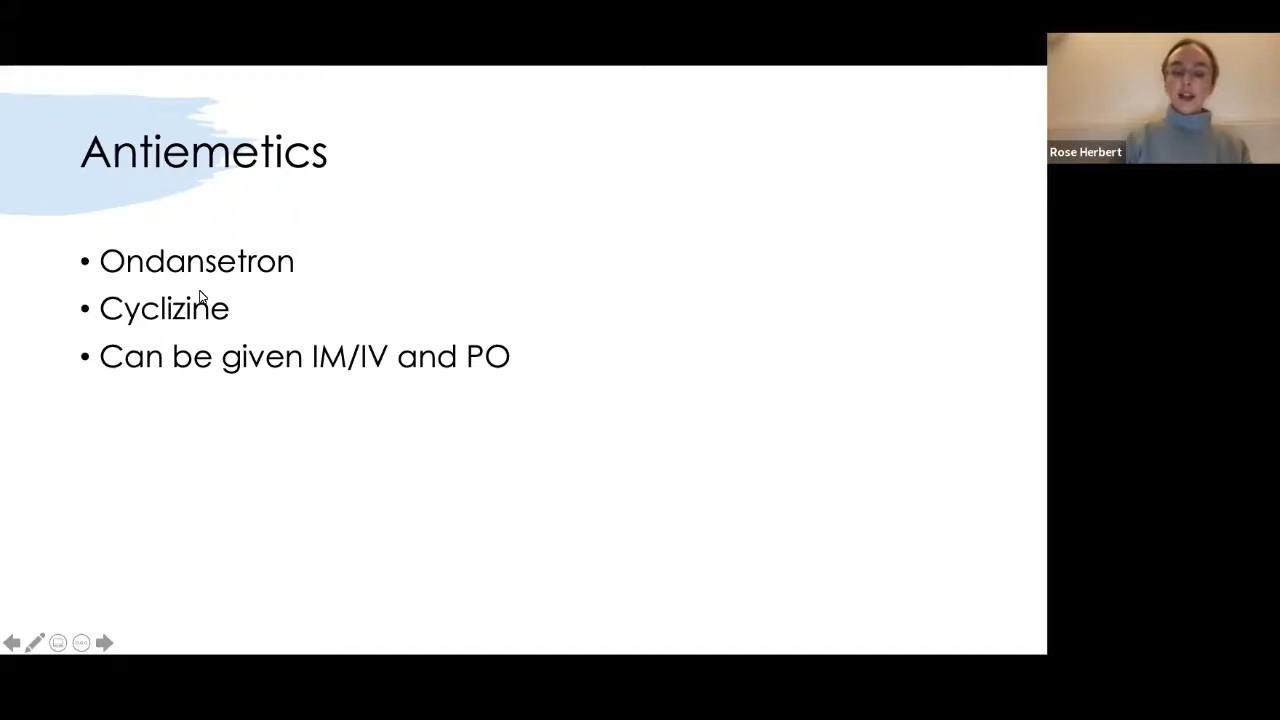 Antiemetics
• Ondansetron
• Cyclizine
• Can be given IM/IV and PO
Rose Herbert